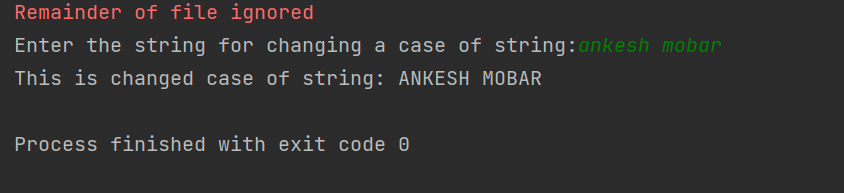 Remainder of file ignored
Enter the string for changing a case of string:ankesh mobar
This is changed case of string: ANKESH MOBAR
Process finished with exit code 0